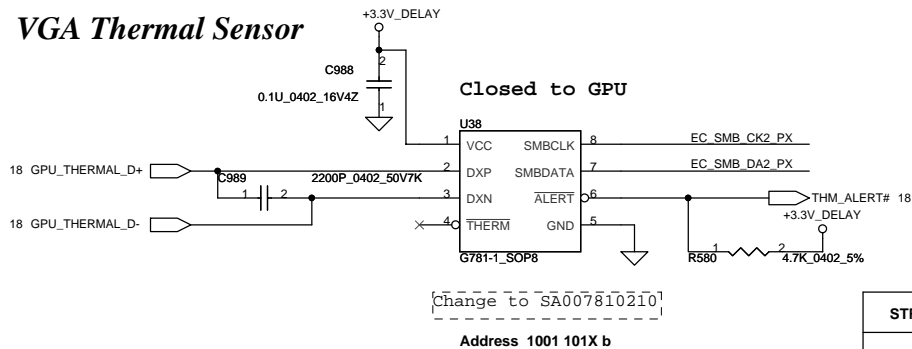 VGA Thermal Sensor
+3.3V_DELAY
2
C988
0.1U_0402_16V4Z
1
Closed to GPU
U38
1 VCC SMBCLK 8 EC_SMB_CK2_PX
18 GPU_THERMAL_D+ 2 DXP SMBDATA 7 EC_SMB_DA2_PX
C989 2200P_0402_50V7K
1 2 3 DXN ALERT 6 THM_ALERT# 18
18 GPU_THERMAL_D- 4 THERM GND 5
+3.3V_DELAY
1 2
G781-1_SOP8 R580 4.7K_0402_5%
Change to SA007810210
Address 1001 101X b